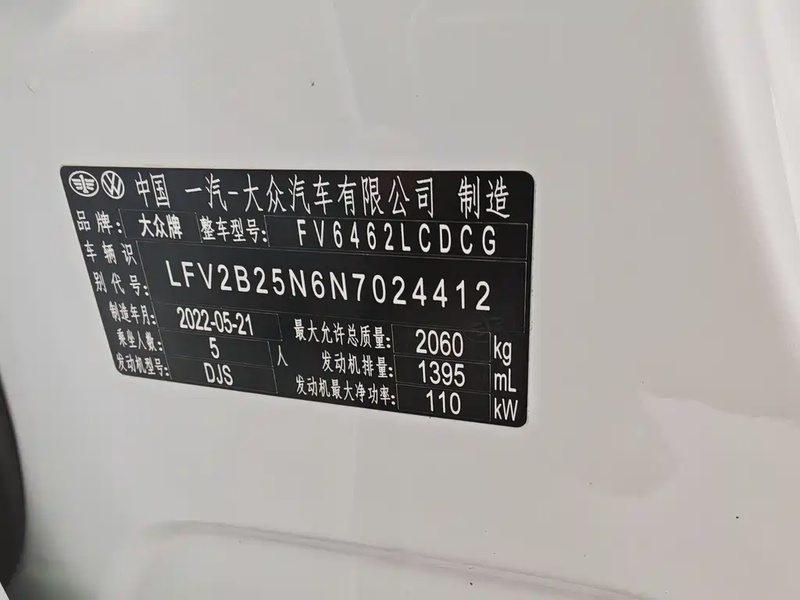 中国 一汽-大众汽车有限公司 制造
品牌: 大众牌 整车型号: FV6462LCDCG
车辆识别代号: LFV2B25N6N7024412
制造年月: 2022-05-21 最大允许总质量: 2060 kg
乘坐人数: 5 人 发动机排量: 1395 mL
发动机型号: DJS 发动机最大净功率: 110 kW